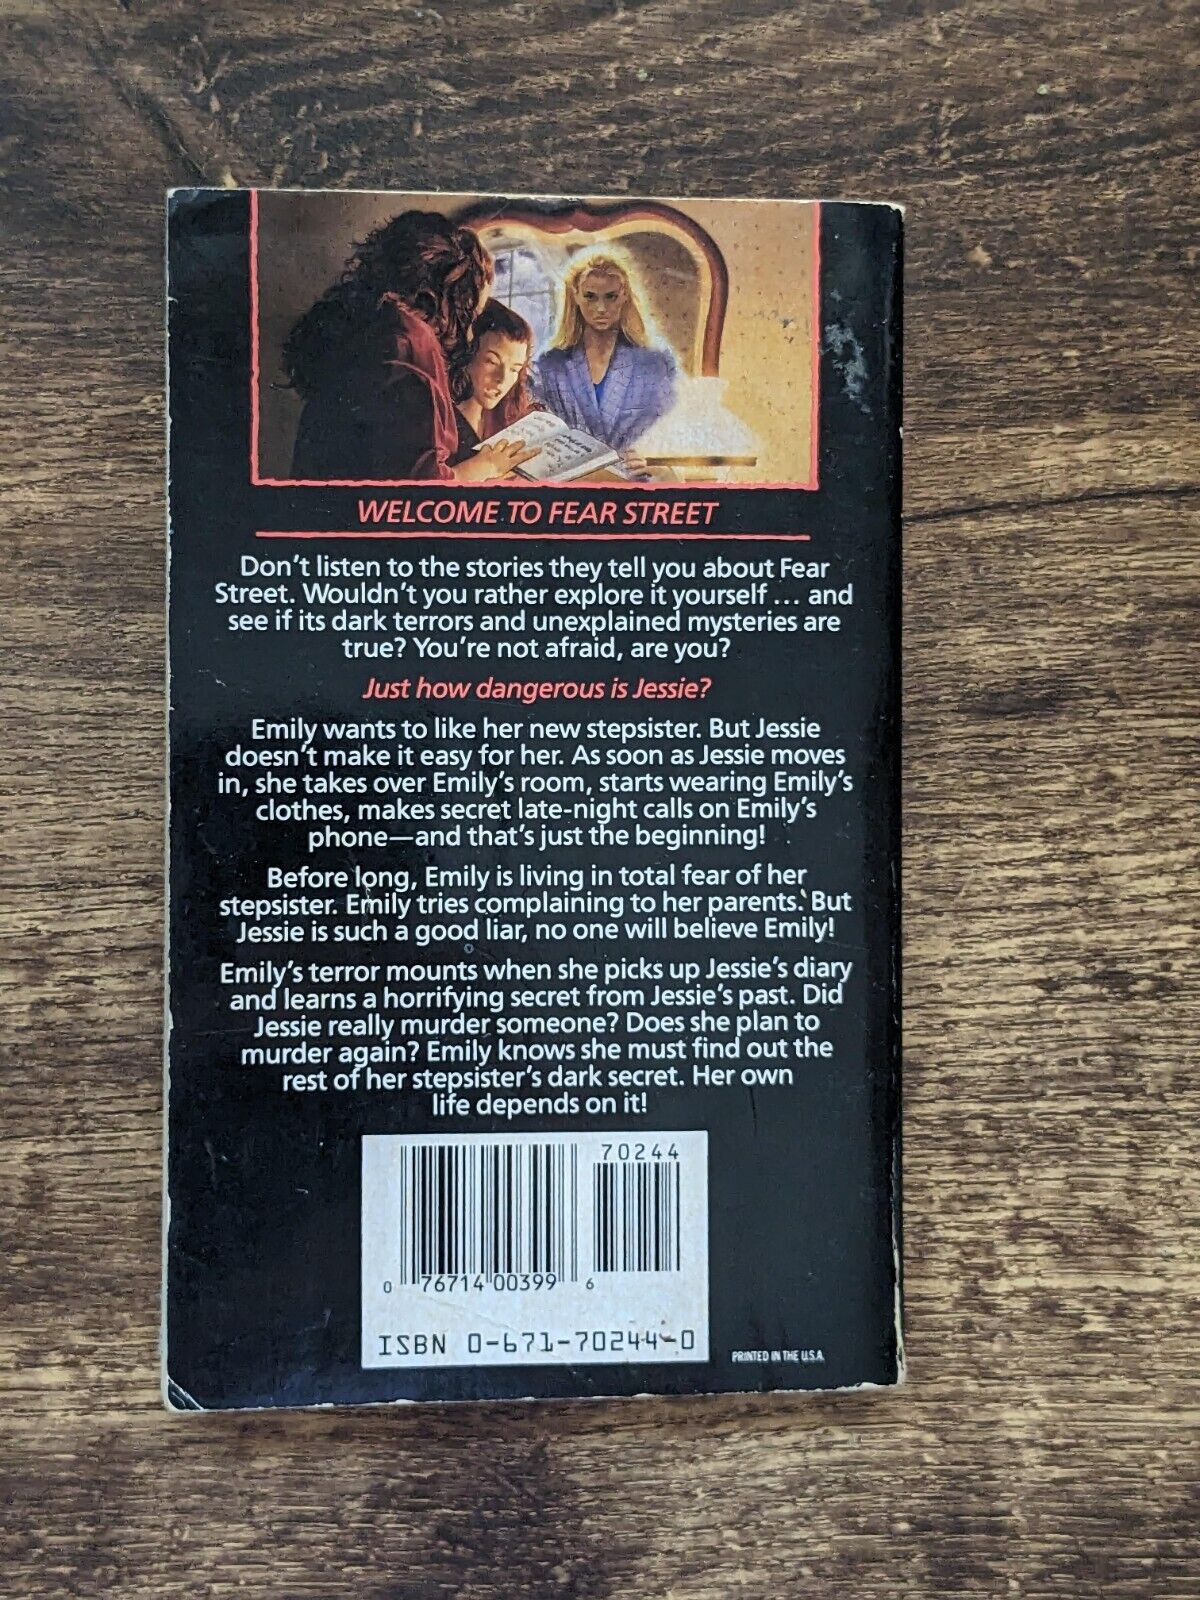 WELCOME TO FEAR STREET
Don't listen to the stories they tell you about Fear
Street. Wouldn't you rather explore it yourself ... and
see if its dark terrors and unexplained mysteries are
true? You're not afraid, are you?
Just how dangerous is Jessie?
Emily wants to like her new stepsister. But Jessie
doesn't make it easy for her. As soon as Jessie moves
in, she takes over Emily's room, starts wearing Emily's
clothes, makes secret late-night calls on Emily's
phone—and that's just the beginning!
Before long, Emily is living in total fear of her
stepsister. Emily tries complaining to her parents. But
Jessie is such a good liar, no one will believe Emily!
Emily's terror mounts when she picks up Jessie's diary
and learns a horrifying secret from Jessie's past. Did
Jessie really murder someone? Does she plan to
murder again? Emily knows she must find out the
rest of her stepsister's dark secret. Her own
life depends on it!
70244
0 76714 00399 6
ISBN 0-671-70244-0
PRINTED IN THE U.S.A.